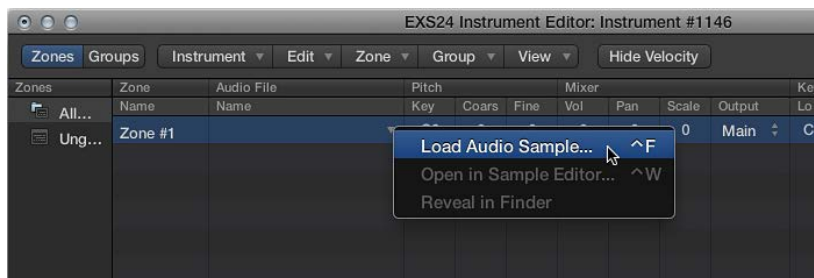 EXS24 Instrument Editor: Instrument #1146
Zones Groups Instrument Edit Zone Group View Hide Velocity
Zones Zone Audio File Pitch Mixer Ke
Name Name Key Coars Fine Vol Pan Scale Output Lo
All...
Ung... Zone #1 0 Main C
Load Audio Sample... ^F
Open in Sample Editor... ^W
Reveal in Finder